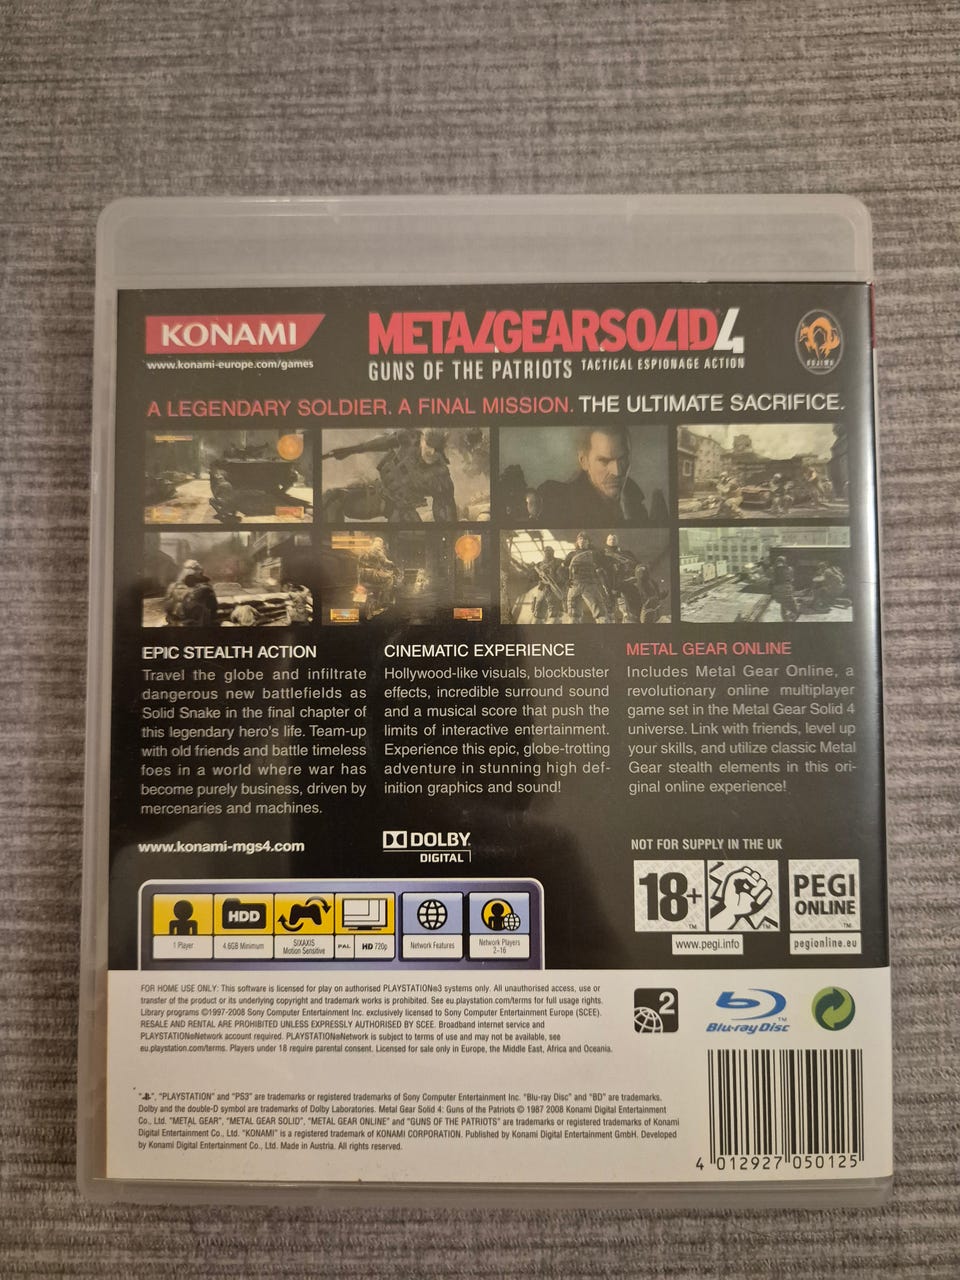 KONAMI
www.konami-europe.com/games
METAL GEAR SOLID 4
GUNS OF THE PATRIOTS TACTICAL ESPIONAGE ACTION
A LEGENDARY SOLDIER. A FINAL MISSION. THE ULTIMATE SACRIFICE.
EPIC STEALTH ACTION
Travel the globe and infiltrate
dangerous new battlefields as
Solid Snake in the final chapter of
this legendary hero's life. Team-up
with old friends and battle timeless
foes in a world where war has
become purely business, driven by
mercenaries and machines.
CINEMATIC EXPERIENCE
Hollywood-like visuals, blockbuster
effects, incredible surround sound
and a musical score that push the
limits of interactive entertainment.
Experience this epic, globe-trotting
adventure in stunning high def-
inition graphics and sound!
METAL GEAR ONLINE
Includes Metal Gear Online, a
revolutionary online multiplayer
game set in the Metal Gear Solid 4
universe. Link with friends, level up
your skills, and utilize classic Metal
Gear stealth elements in this ori-
ginal online experience!
www.konami-mgs4.com
DOLBY
DIGITAL
NOT FOR SUPPLY IN THE UK
18+
www.pegi.info
PEGI
ONLINE
pegionline.eu
HDD
1 Player
4.6GB Minimum
SIXAXIS
Motion Sensitive
PAL
HD 720p
Network Features
Network Players
2-16
FOR HOME USE ONLY: This software is licensed for play on authorised PLAYSTATION®3 systems only. All unauthorised access, use or
transfer of the product or its underlying copyright and trademark works is prohibited. See eu.playstation.com/terms for full usage rights.
Library programs ©1997-2008 Sony Computer Entertainment Inc. exclusively licensed to Sony Computer Entertainment Europe (SCEE).
RESALE AND RENTAL ARE PROHIBITED UNLESS EXPRESSLY AUTHORISED BY SCEE. Broadband internet service and
PLAYSTATION®Network account required. PLAYSTATION®Network is subject to terms of use and may not be available, see
eu.playstation.com/terms. Players under 18 require parental consent. Licensed for sale only in Europe, the Middle East, Africa and Oceania.
2
Blu-ray Disc
", "PLAYSTATION" and "PS3" are trademarks or registered trademarks of Sony Computer Entertainment Inc. "Blu-ray Disc" and "BD" are trademarks.
Dolby and the double-D symbol are trademarks of Dolby Laboratories. Metal Gear Solid 4: Guns of the Patriots © 1987 2008 Konami Digital Entertainment
Co., Ltd. "METAL GEAR", "METAL GEAR SOLID", "METAL GEAR ONLINE" and "GUNS OF THE PATRIOTS" are trademarks or registered trademarks of Konami
Digital Entertainment Co., Ltd. "KONAMI" is a registered trademark of KONAMI CORPORATION. Published by Konami Digital Entertainment GmbH. Developed
by Konami Digital Entertainment Co., Ltd. Made in Austria. All rights reserved.
4 012927 050125